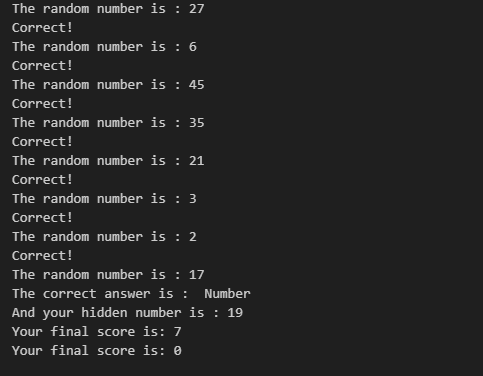 The random number is : 27
Correct!
The random number is : 6
Correct!
The random number is : 45
Correct!
The random number is : 35
Correct!
The random number is : 21
Correct!
The random number is : 3
Correct!
The random number is : 2
Correct!
The random number is : 17
The correct answer is :  Number
And your hidden number is : 19
Your final score is: 7
Your final score is: 0